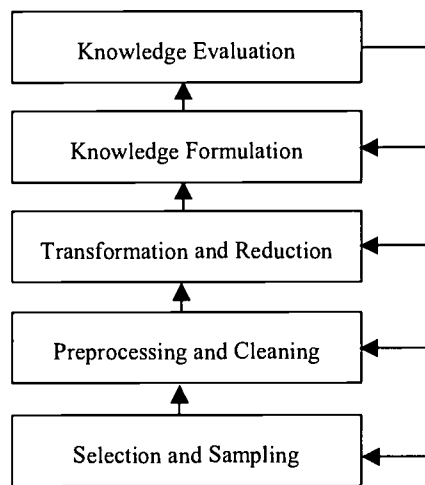 Knowledge Evaluation
Knowledge Formulation
Transformation and Reduction
Preprocessing and Cleaning
Selection and Sampling